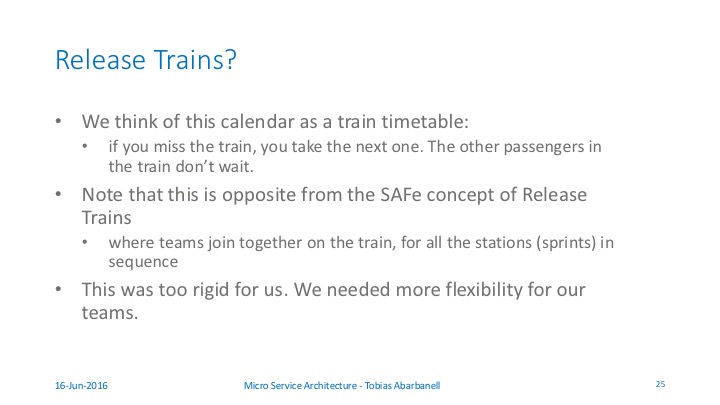 Release Trains?
• We think of this calendar as a train timetable:
• if you miss the train, you take the next one. The other passengers in
the train don’t wait.
• Note that this is opposite from the SAFe concept of Release
Trains
• where teams join together on the train, for all the stations (sprints) in
sequence
• This was too rigid for us. We needed more flexibility for our
teams.
16-Jun-2016 Micro Service Architecture - Tobias Abarbanell 25